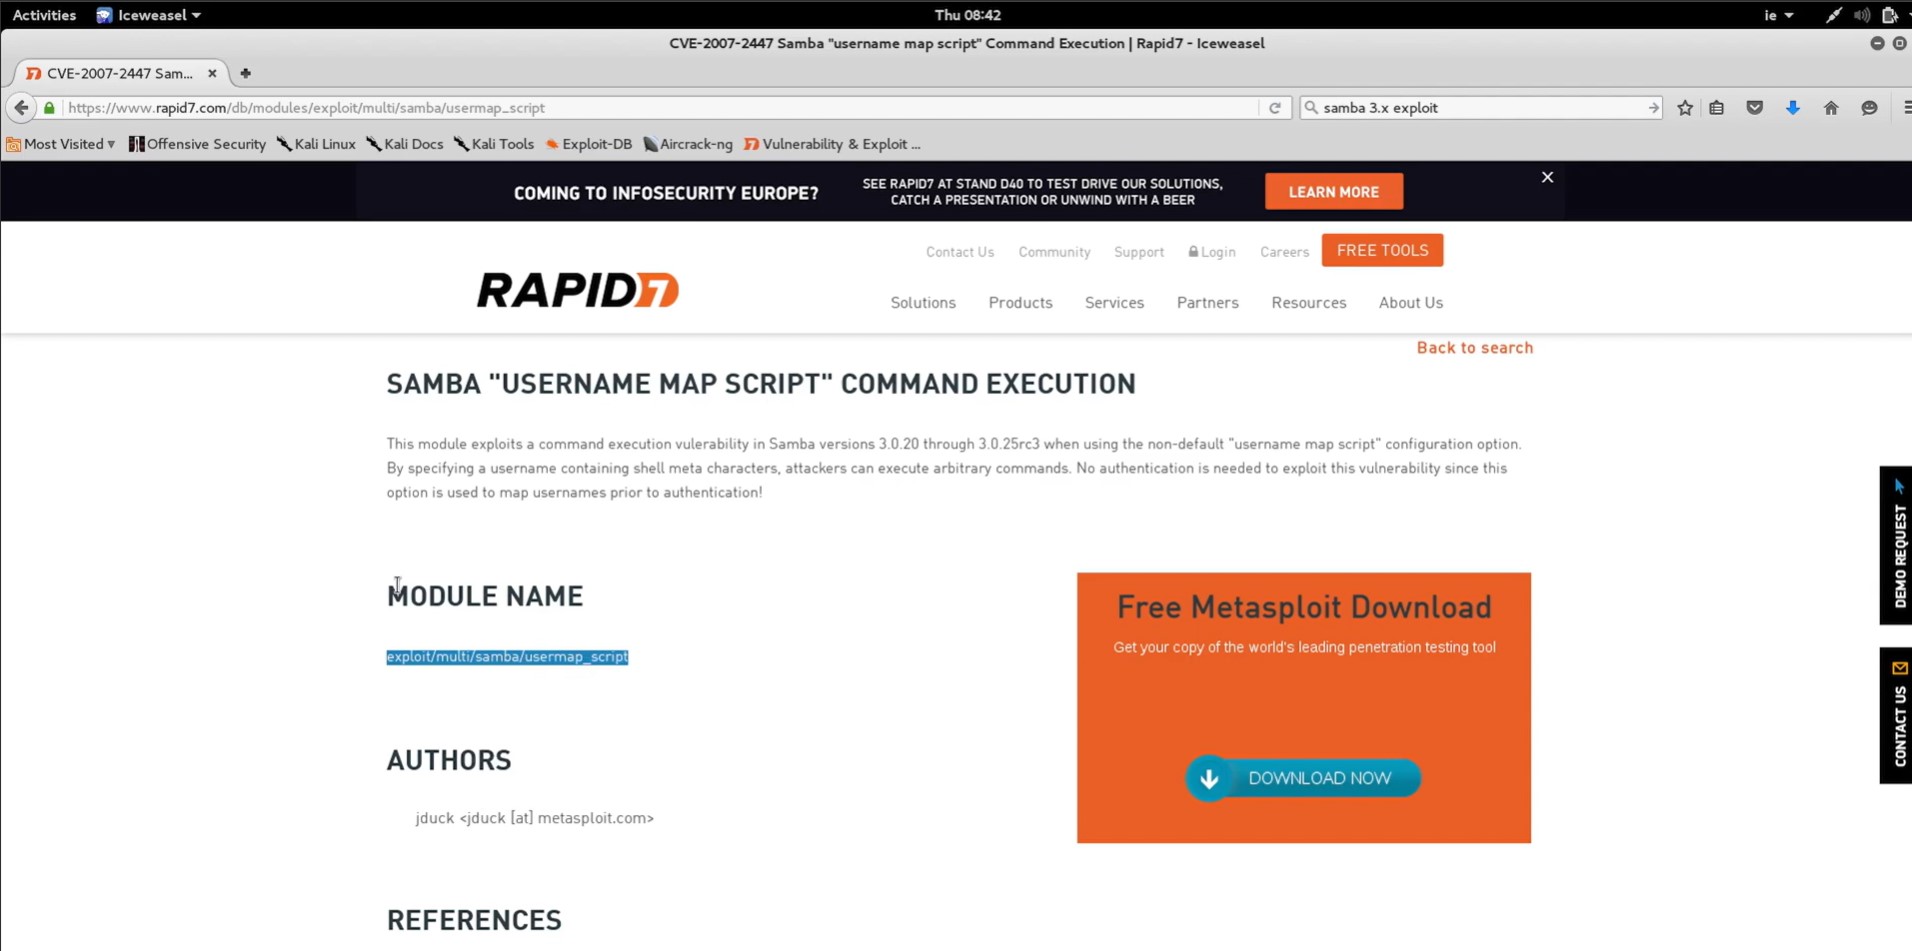 Activities Iceweasel Thu 08:42 ie
CVE-2007-2447 Samba "username map script" Command Execution | Rapid7 - Iceweasel
CVE-2007-2447 Sam...
https://www.rapid7.com/db/modules/exploit/multi/samba/usermap_script samba 3.x exploit
Most Visited Offensive Security Kali Linux Kali Docs Kali Tools Exploit-DB Aircrack-ng Vulnerability & Exploit ...
COMING TO INFOSECURITY EUROPE?
SEE RAPID7 AT STAND D40 TO TEST DRIVE OUR SOLUTIONS,
CATCH A PRESENTATION OR UNWIND WITH A BEER
LEARN MORE
Contact Us Community Support Login Careers FREE TOOLS
RAPID7
Solutions Products Services Partners Resources About Us
Back to search
SAMBA "USERNAME MAP SCRIPT" COMMAND EXECUTION
This module exploits a command execution vulerability in Samba versions 3.0.20 through 3.0.25rc3 when using the non-default "username map script" configuration option.
By specifying a username containing shell meta characters, attackers can execute arbitrary commands. No authentication is needed to exploit this vulnerability since this
option is used to map usernames prior to authentication!
MODULE NAME
exploit/multi/samba/usermap_script
AUTHORS
jduck <jduck [at] metasploit.com>
REFERENCES
Free Metasploit Download
Get your copy of the world's leading penetration testing tool
DOWNLOAD NOW
DEMO REQUEST
CONTACT US